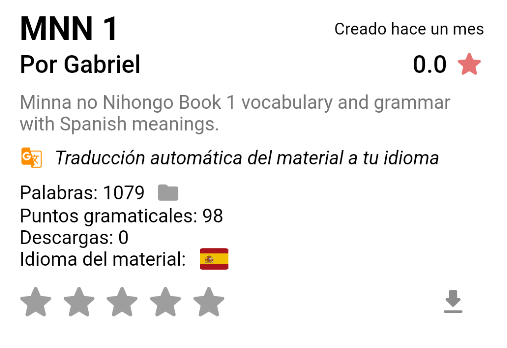 MNN 1
Creado hace un mes
Por Gabriel
0.0
Minna no Nihongo Book 1 vocabulary and grammar
with Spanish meanings.
Traducción automática del material a tu idioma
Palabras: 1079
Puntos gramaticales: 98
Descargas: 0
Idioma del material: